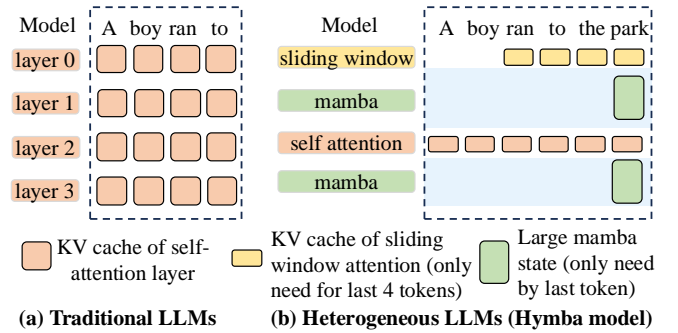 Model A boy ran to
layer 0
layer 1
layer 2
layer 3
Model A boy ran to the park
sliding window
mamba
self attention
mamba
KV cache of self-
attention layer
KV cache of sliding
window attention (only
need for last 4 tokens)
Large mamba
state (only need
by last token)
(a) Traditional LLMs
(b) Heterogeneous LLMs (Hymba model)